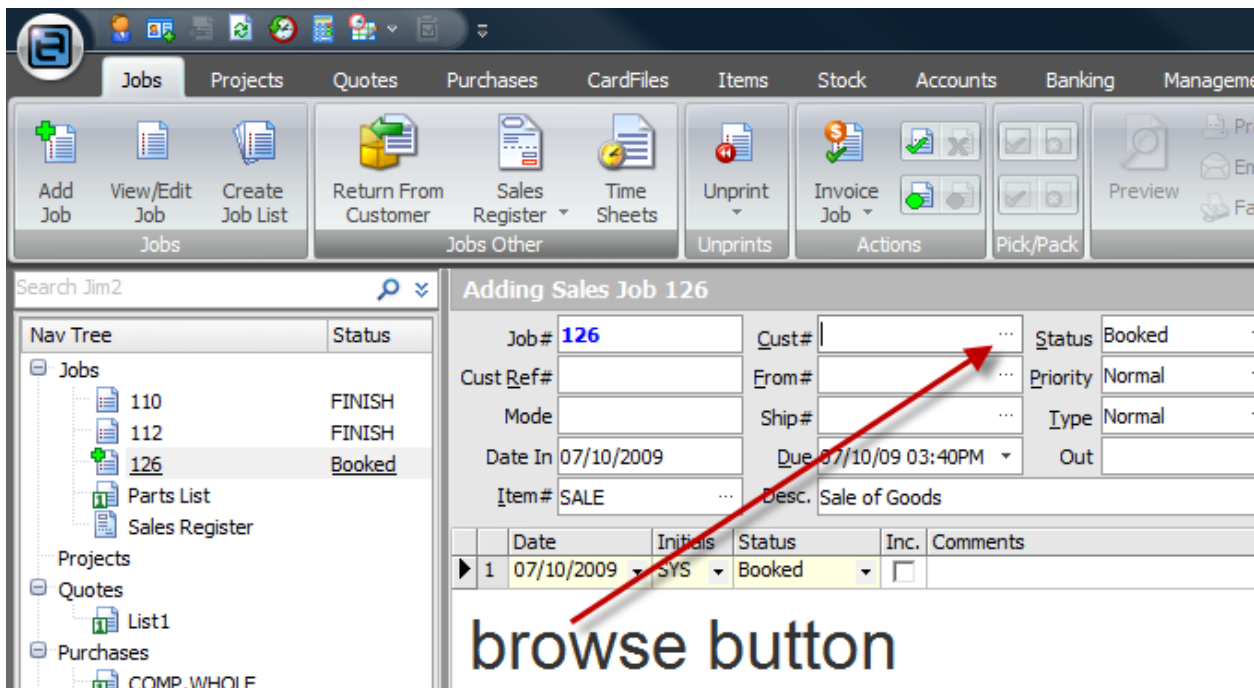 Jobs Projects Quotes Purchases CardFiles Items Stock Accounts Banking Manageme
Add Job
View/Edit Job
Create Job List
Return From Customer
Sales Register
Time Sheets
Unprint
Invoice Job
Preview
Pr
Em
Fa
Jobs Jobs Other Unprints Actions Pick/Pack
Search Jim2
Adding Sales Job 126
Nav Tree Status
Jobs
110 FINISH
112 FINISH
126 Booked
Parts List
Sales Register
Projects
Quotes
List1
Purchases
COMP.WHOLE
Job# 126 Cust# ... Status Booked
Cust Ref# From# ... Priority Normal
Mode Ship# ... Type Normal
Date In 07/10/2009 Due 07/10/09 03:40PM Out
Item# SALE ... Desc. Sale of Goods
Date Initials Status Inc. Comments
1 07/10/2009 SYS Booked
browse button